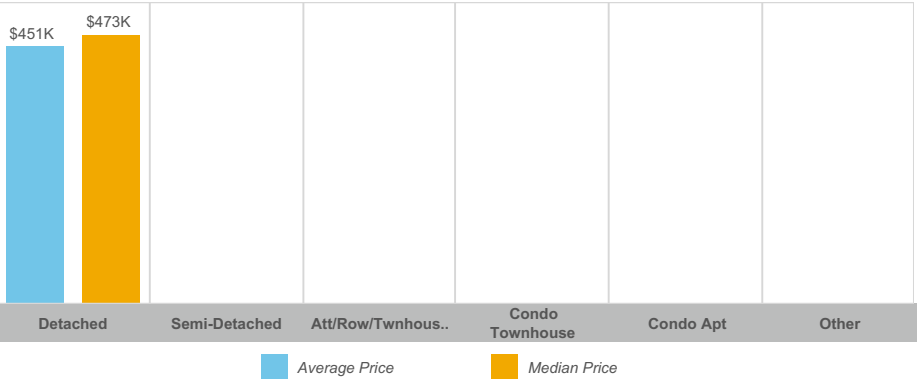 $451K
$473K
Detached
Semi-Detached
Att/Row/Twnhous..
Condo
Townhouse
Condo Apt
Other
Average Price
Median Price